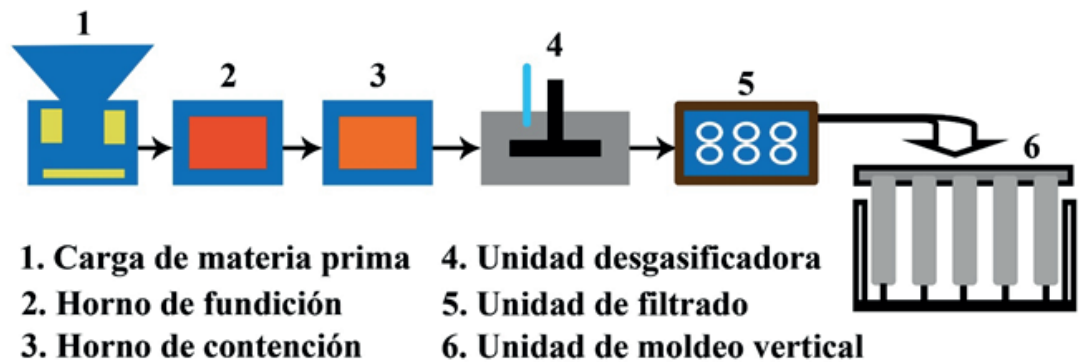 1
2
3
4
5
6
1. Carga de materia prima
2. Horno de fundición
3. Horno de contención
4. Unidad desgasificadora
5. Unidad de filtrado
6. Unidad de moldeo vertical